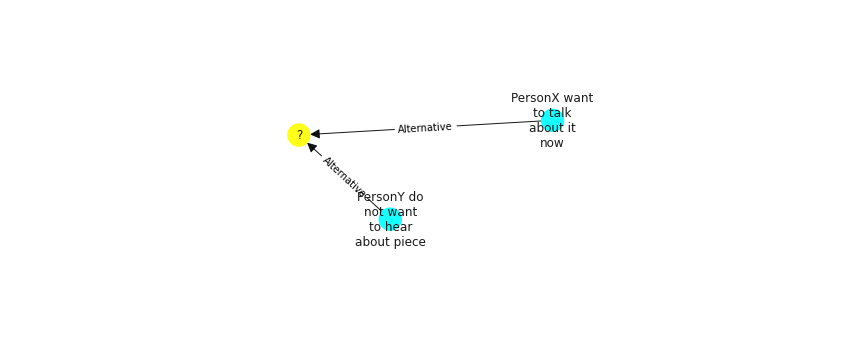 PersonX want
to talk
about it
now
Alternative
?
Alternative
PersonY do
not want
to hear
about piece